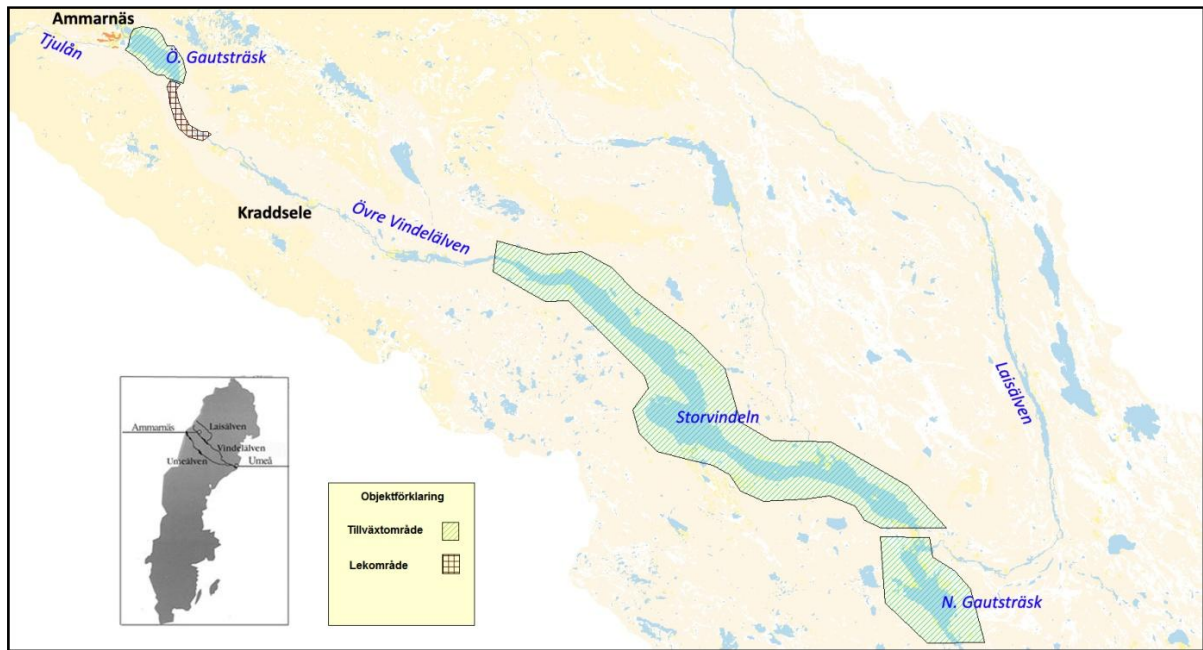 Ammarnäs
Tjulån
Ö. Gautsträsk
Kraddsele
Övre Vindelälven
Laisälven
Storvindeln
N. Gautsträsk
Ammarnäs
Laisälven
Vindelälven
Umeälven
Umeå
Objektförklaring
Tillväxtområde
Lekområde